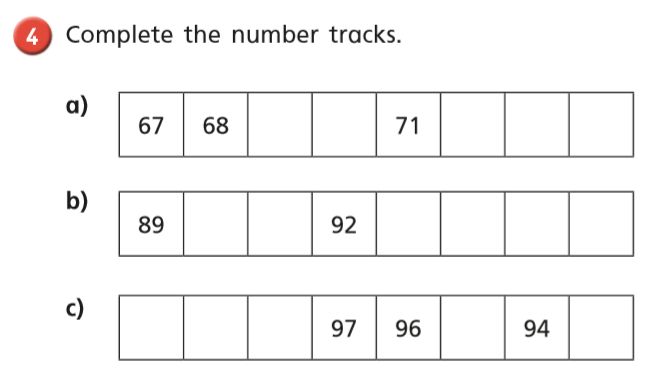 4 Complete the number tracks.
a) 67 68 71
b) 89 92
c) 97 96 94